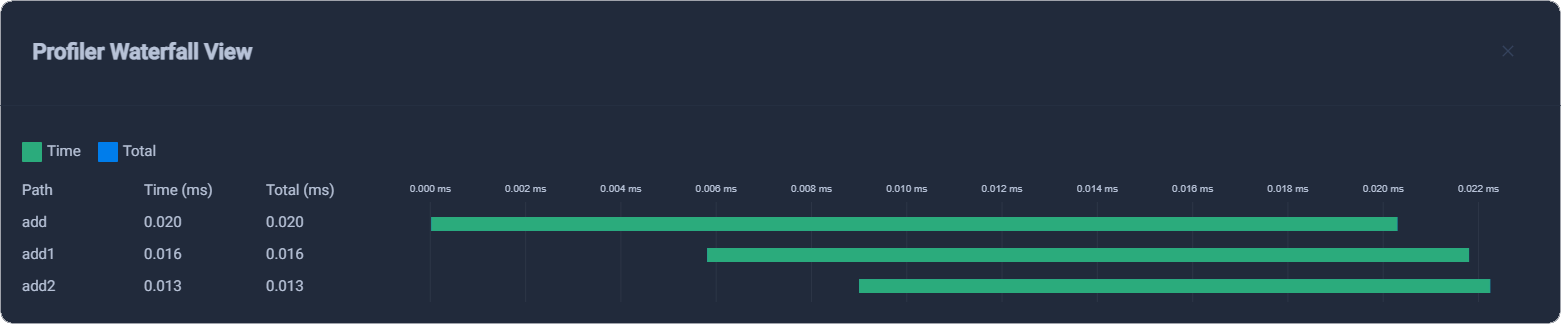 Profiler Waterfall View
Time Total
Path Time (ms) Total (ms) 0.000 ms 0.002 ms 0.004 ms 0.006 ms 0.008 ms 0.010 ms 0.012 ms 0.014 ms 0.016 ms 0.018 ms 0.020 ms 0.022 ms
add 0.020 0.020
add1 0.016 0.016
add2 0.013 0.013